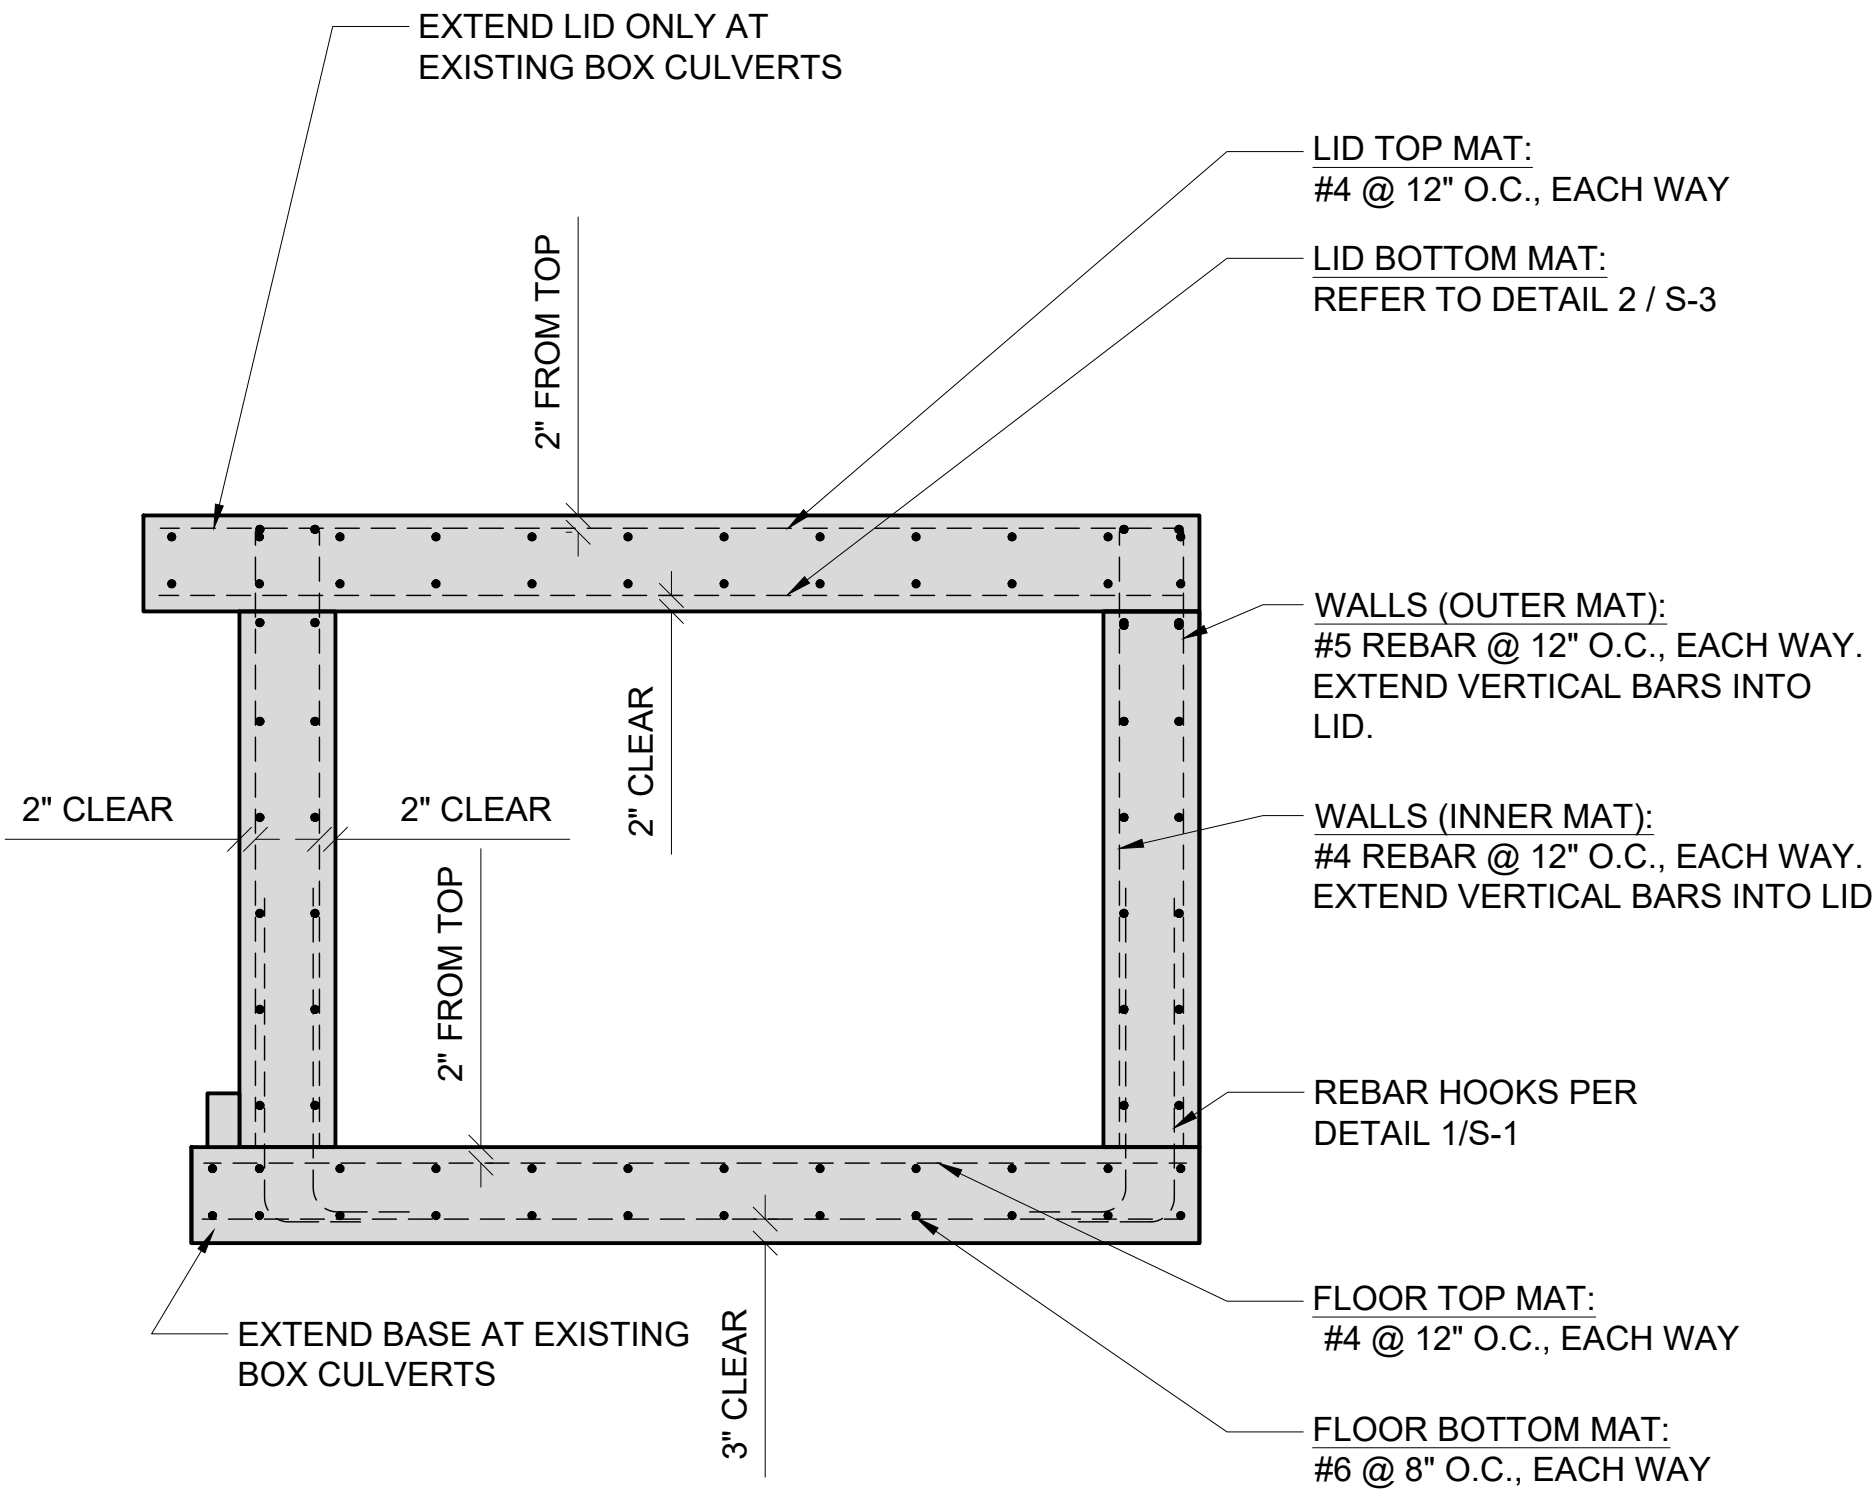 EXTEND LID ONLY AT
EXISTING BOX CULVERTS
LID TOP MAT:
#4 @ 12" O.C., EACH WAY
LID BOTTOM MAT:
REFER TO DETAIL 2 / S-3
2" FROM TOP
WALLS (OUTER MAT):
#5 REBAR @ 12" O.C., EACH WAY.
EXTEND VERTICAL BARS INTO
LID.
2" CLEAR
2" CLEAR
2" CLEAR
WALLS (INNER MAT):
#4 REBAR @ 12" O.C., EACH WAY.
EXTEND VERTICAL BARS INTO LID
2" FROM TOP
REBAR HOOKS PER
DETAIL 1/S-1
EXTEND BASE AT EXISTING
BOX CULVERTS
3" CLEAR
FLOOR TOP MAT:
#4 @ 12" O.C., EACH WAY
FLOOR BOTTOM MAT:
#6 @ 8" O.C., EACH WAY